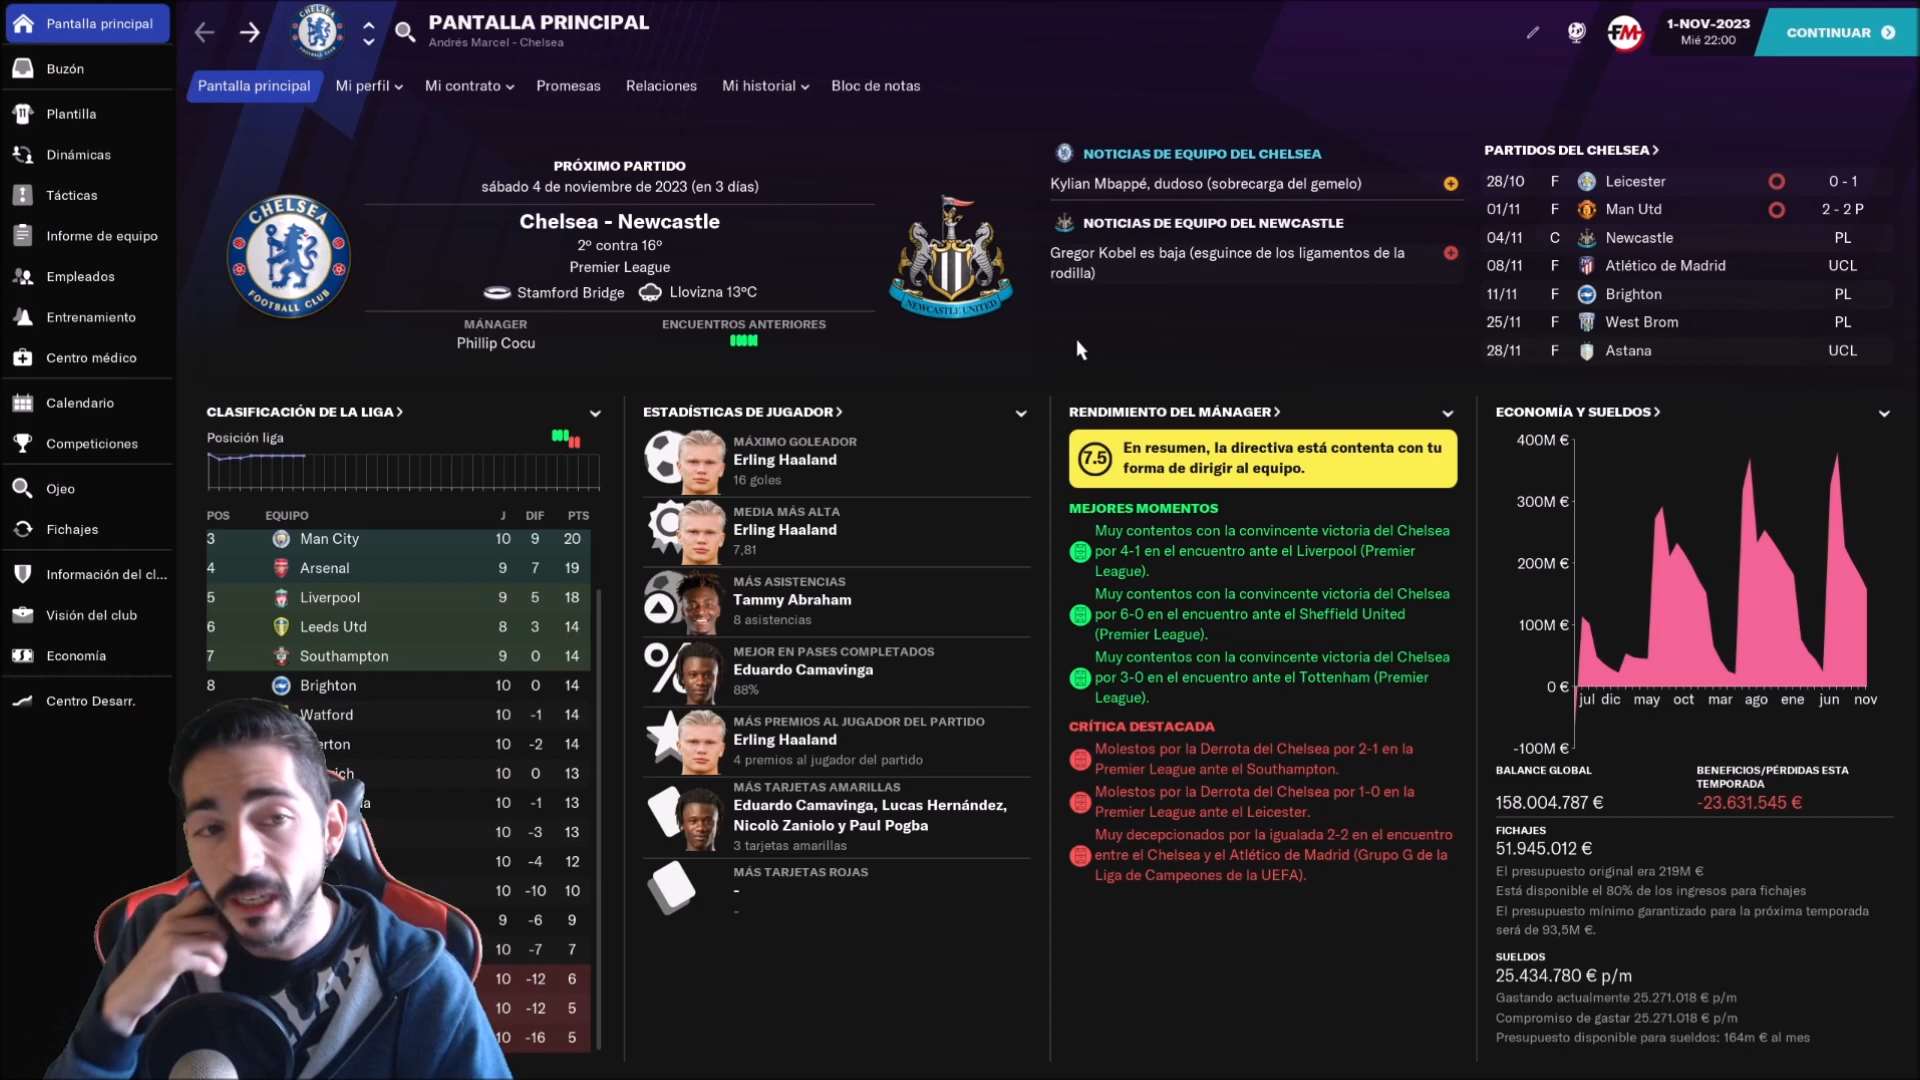 Pantalla principal
Buzón
Plantilla
Dinámicas
Tácticas
Informe de equipo
Empleados
Entrenamiento
Centro médico
Calendario
Competiciones
Ojeo
Fichajes
Información del cl...
Visión del club
Economía
Centro Desarr.
PANTALLA PRINCIPAL
Andrés Marcel - Chelsea
FM
1-NOV-2023
Mié 22:00
CONTINUAR
Pantalla principal
Mi perfil
Mi contrato
Promesas
Relaciones
Mi historial
Bloc de notas
CHELSEA
FOOTBALL CLUB
PRÓXIMO PARTIDO
sábado 4 de noviembre de 2023 (en 3 días)
Chelsea - Newcastle
2º contra 16º
Premier League
Stamford Bridge
Llovizna 13ºC
MÁNAGER
Phillip Cocu
ENCUENTROS ANTERIORES
NEWCASTLE UNITED
NOTICIAS DE EQUIPO DEL CHELSEA
Kylian Mbappé, dudoso (sobrecarga del gemelo)
NOTICIAS DE EQUIPO DEL NEWCASTLE
Gregor Kobel es baja (esguince de los ligamentos de la
rodilla)
PARTIDOS DEL CHELSEA
28/10 F Leicester 0 - 1
01/11 F Man Utd 2 - 2 P
04/11 C Newcastle PL
08/11 F Atlético de Madrid UCL
11/11 F Brighton PL
25/11 F West Brom PL
28/11 F Astana UCL
CLASIFICACIÓN DE LA LIGA
Posición liga
POS EQUIPO J DIF PTS
3 Man City 10 9 20
4 Arsenal 9 7 19
5 Liverpool 9 5 18
6 Leeds Utd 8 3 14
7 Southampton 9 0 14
8 Brighton 10 0 14
Watford 10 -1 14
erton 10 -2 14
ich 10 0 13
a 10 -1 13
10 -3 13
10 -4 12
10 -10 10
9 -6 9
10 -7 7
10 -12 6
10 -12 5
10 -16 5
ESTADÍSTICAS DE JUGADOR
MÁXIMO GOLEADOR
Erling Haaland
16 goles
MEDIA MÁS ALTA
Erling Haaland
7,81
MÁS ASISTENCIAS
Tammy Abraham
8 asistencias
MEJOR EN PASES COMPLETADOS
Eduardo Camavinga
88%
MÁS PREMIOS AL JUGADOR DEL PARTIDO
Erling Haaland
4 premios al jugador del partido
MÁS TARJETAS AMARILLAS
Eduardo Camavinga, Lucas Hernández,
Nicolò Zaniolo y Paul Pogba
3 tarjetas amarillas
MÁS TARJETAS ROJAS
-
-
RENDIMIENTO DEL MÁNAGER
7.5
En resumen, la directiva está contenta con tu
forma de dirigir al equipo.
MEJORES MOMENTOS
Muy contentos con la convincente victoria del Chelsea
por 4-1 en el encuentro ante el Liverpool (Premier
League).
Muy contentos con la convincente victoria del Chelsea
por 6-0 en el encuentro ante el Sheffield United
(Premier League).
Muy contentos con la convincente victoria del Chelsea
por 3-0 en el encuentro ante el Tottenham (Premier
League).
CRÍTICA DESTACADA
Molestos por la Derrota del Chelsea por 2-1 en la
Premier League ante el Southampton.
Molestos por la Derrota del Chelsea por 1-0 en la
Premier League ante el Leicester.
Muy decepcionados por la igualada 2-2 en el encuentro
entre el Chelsea y el Atlético de Madrid (Grupo G de la
Liga de Campeones de la UEFA).
ECONOMÍA Y SUELDOS
400M €
300M €
200M €
100M €
0 €
-100M €
jul dic may oct mar ago ene jun nov
BALANCE GLOBAL
158.004.787 €
BENEFICIOS/PÉRDIDAS ESTA
TEMPORADA
-23.631.545 €
FICHAJES
51.945.012 €
El presupuesto original era 219M €
Está disponible el 80% de los ingresos para fichajes
El presupuesto mínimo garantizado para la próxima temporada
será de 93,5M €.
SUELDOS
25.434.780 € p/m
Gastando actualmente 25.271.018 € p/m
Compromiso de gastar 25.271.018 € p/m
Presupuesto disponible para sueldos: 164m € al mes